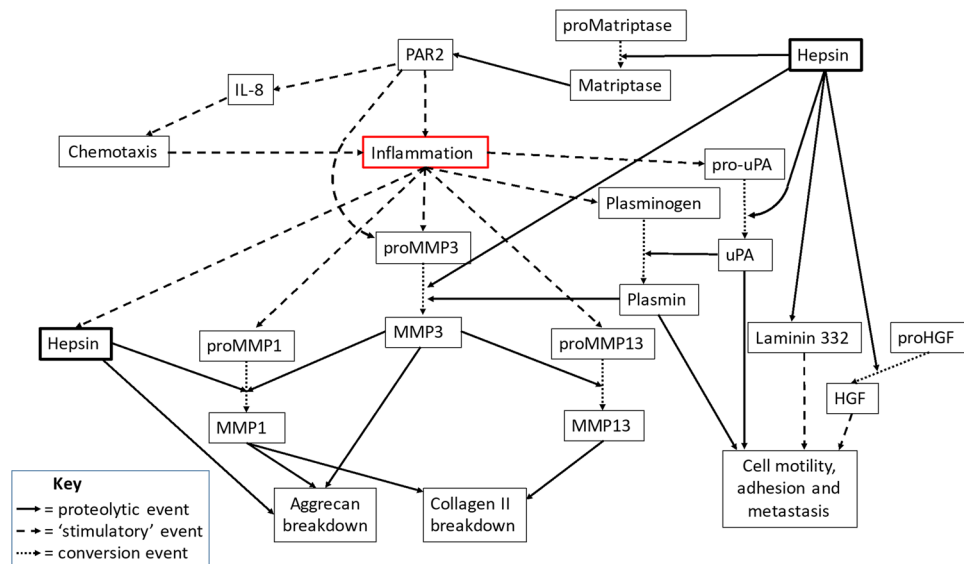 proMatriptase
PAR2
Hepsin
IL-8
Matriptase
Chemotaxis
Inflammation
pro-uPA
Plasminogen
proMMP3
uPA
Plasmin
Hepsin
proMMP1
MMP3
proMMP13
Laminin 332
proHGF
HGF
MMP1
MMP13
Cell motility,
adhesion and
metastasis
Aggrecan
breakdown
Collagen II
breakdown
Key
= proteolytic event
= ‘stimulatory’ event
= conversion event